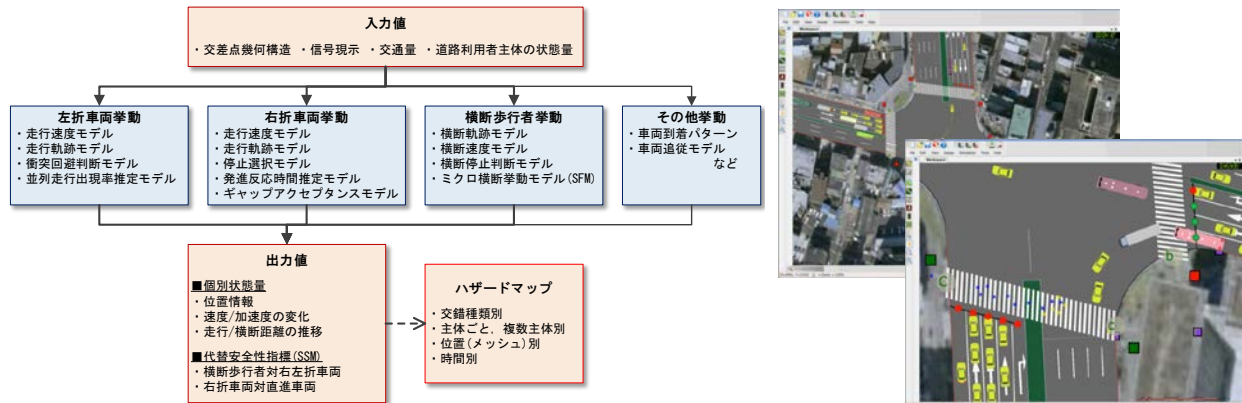 入力値
・交差点幾何構造 ・信号現示 ・交通量 ・道路利用者主体の状態量
左折車両挙動
・走行速度モデル
・走行軌跡モデル
・衝突回避判断モデル
・並列走行出現率推定モデル
右折車両挙動
・走行速度モデル
・走行軌跡モデル
・停止選択モデル
・発進反応時間推定モデル
・ギャップアクセプタンスモデル
横断歩行者挙動
・横断軌跡モデル
・横断速度モデル
・横断停止判断モデル
・ミクロ横断挙動モデル(SFM)
その他挙動
・車両到着パターン
・車両追従モデル
など
出力値
■個別状態量
・位置情報
・速度/加速度の変化
・走行/横断距離の推移
■代替安全性指標(SSM)
・横断歩行者対右左折車両
・右折車両対直進車両
ハザードマップ
・交錯種類別
・主体ごと，複数主体別
・位置(メッシュ)別
・時間別